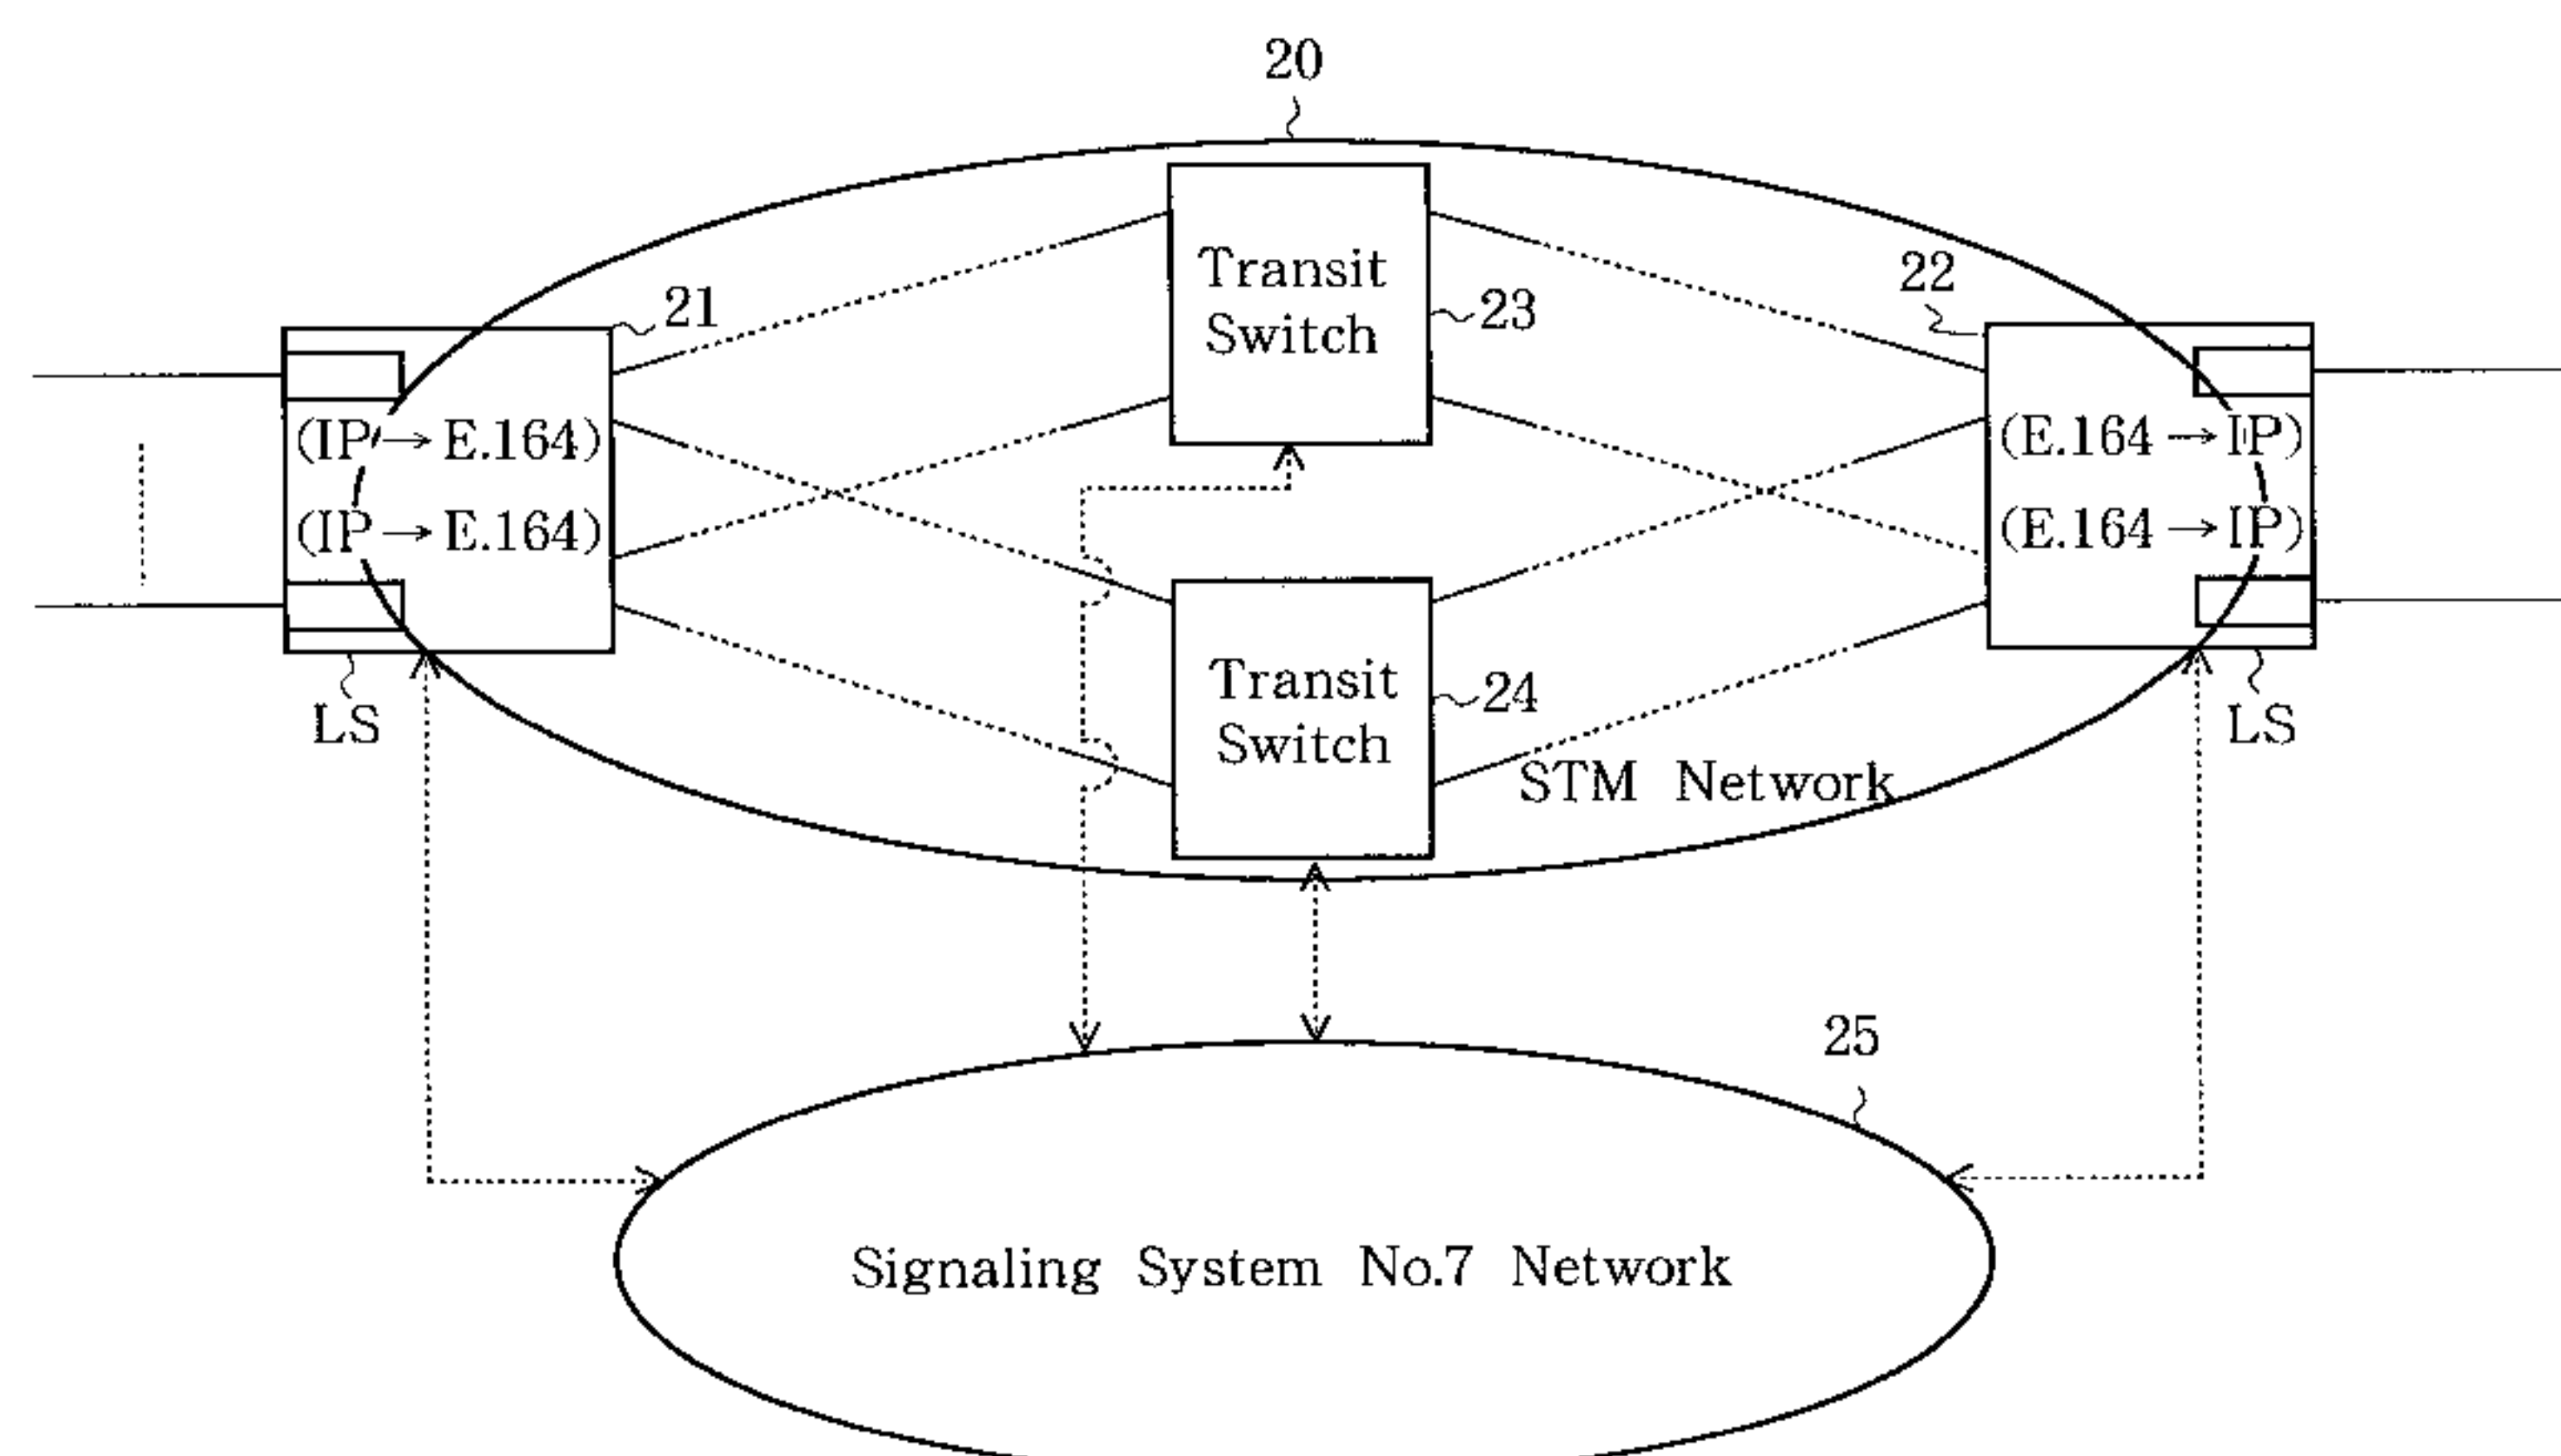 20
Transit
Switch
23
21
22
(IP → E.164)
(IP → E.164)
(E.164 → IP)
(E.164 → IP)
LS
Transit
Switch
24
LS
STM Network
25
Signaling System No.7 Network